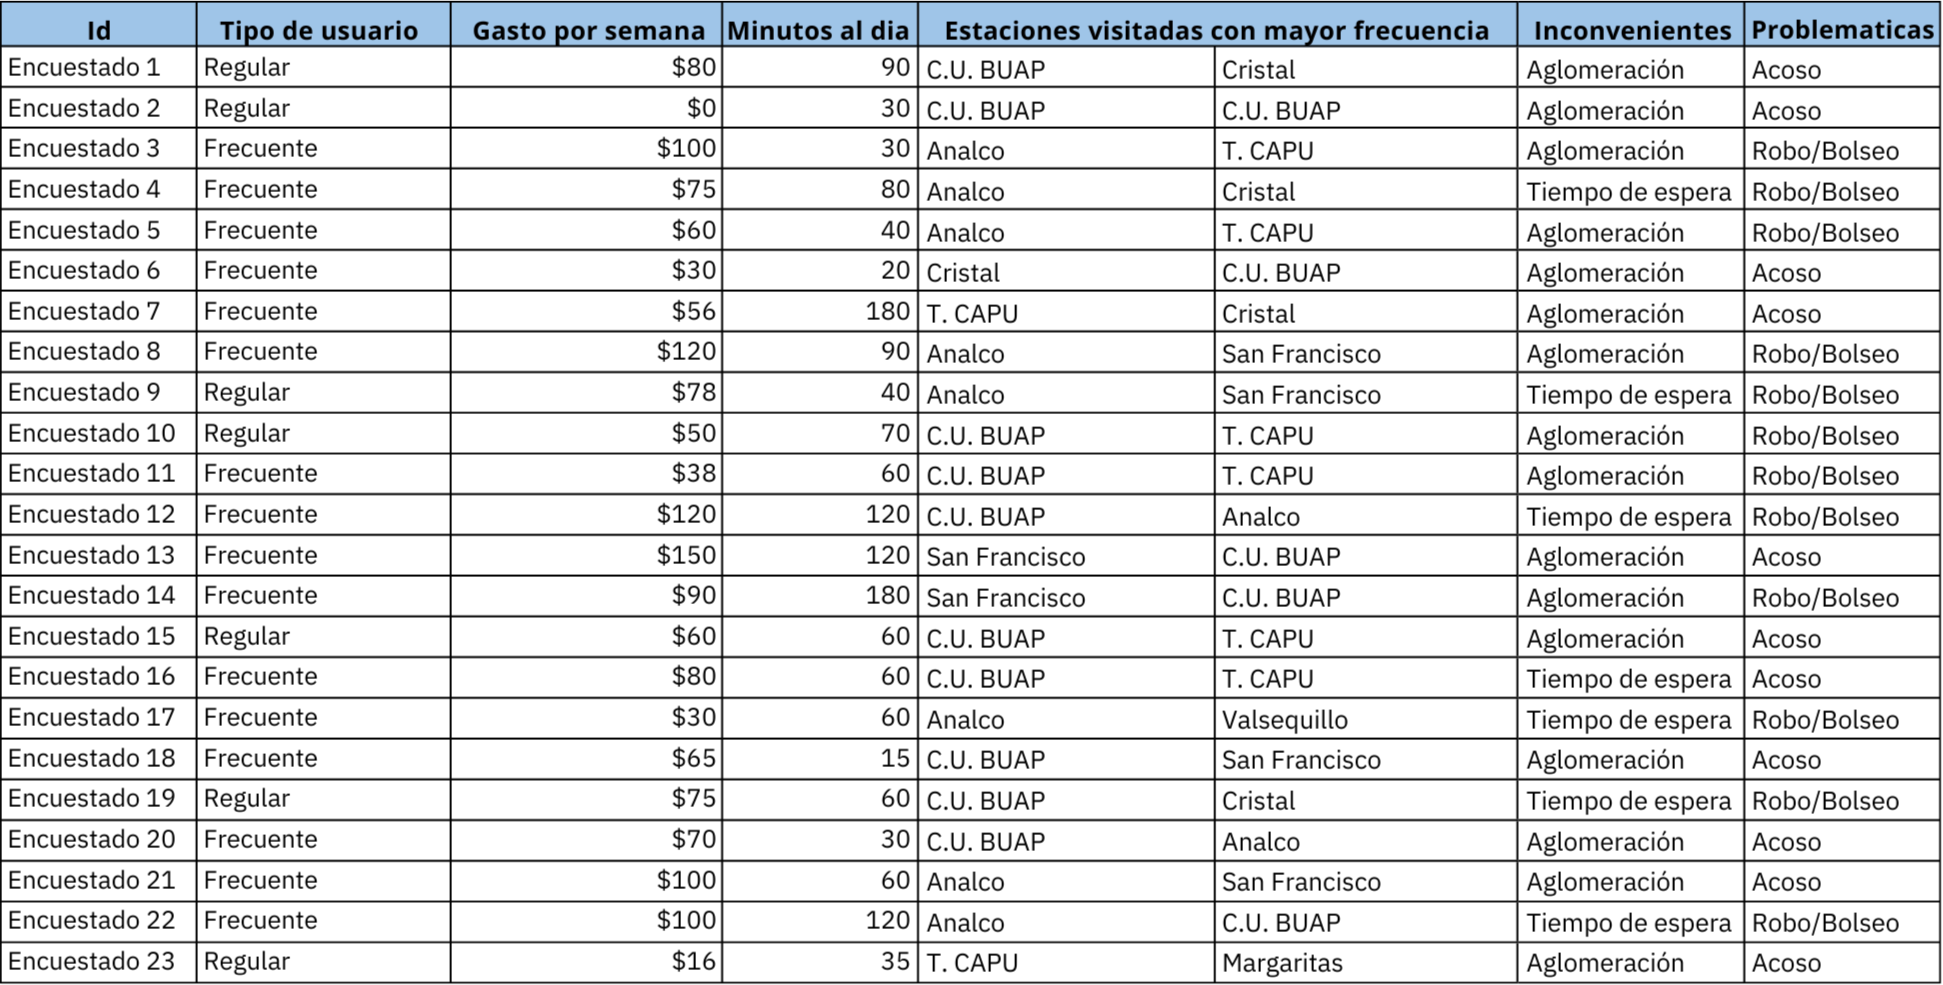 Id Tipo de usuario Gasto por semana Minutos al dia Estaciones visitadas con mayor frecuencia Inconvenientes Problematicas
Encuestado 1 Regular $80 90 C.U. BUAP Cristal Aglomeración Acoso
Encuestado 2 Regular $0 30 C.U. BUAP C.U. BUAP Aglomeración Acoso
Encuestado 3 Frecuente $100 30 Analco T. CAPU Aglomeración Robo/Bolseo
Encuestado 4 Frecuente $75 80 Analco Cristal Tiempo de espera Robo/Bolseo
Encuestado 5 Frecuente $60 40 Analco T. CAPU Aglomeración Robo/Bolseo
Encuestado 6 Frecuente $30 20 Cristal C.U. BUAP Aglomeración Acoso
Encuestado 7 Frecuente $56 180 T. CAPU Cristal Aglomeración Acoso
Encuestado 8 Frecuente $120 90 Analco San Francisco Aglomeración Robo/Bolseo
Encuestado 9 Regular $78 40 Analco San Francisco Tiempo de espera Robo/Bolseo
Encuestado 10 Regular $50 70 C.U. BUAP T. CAPU Aglomeración Robo/Bolseo
Encuestado 11 Frecuente $38 60 C.U. BUAP T. CAPU Aglomeración Robo/Bolseo
Encuestado 12 Frecuente $120 120 C.U. BUAP Analco Tiempo de espera Robo/Bolseo
Encuestado 13 Frecuente $150 120 San Francisco C.U. BUAP Aglomeración Acoso
Encuestado 14 Frecuente $90 180 San Francisco C.U. BUAP Aglomeración Robo/Bolseo
Encuestado 15 Regular $60 60 C.U. BUAP T. CAPU Aglomeración Acoso
Encuestado 16 Frecuente $80 60 C.U. BUAP T. CAPU Tiempo de espera Acoso
Encuestado 17 Frecuente $30 60 Analco Valsequillo Tiempo de espera Robo/Bolseo
Encuestado 18 Frecuente $65 15 C.U. BUAP San Francisco Aglomeración Acoso
Encuestado 19 Regular $75 60 C.U. BUAP Cristal Tiempo de espera Robo/Bolseo
Encuestado 20 Frecuente $70 30 C.U. BUAP Analco Aglomeración Acoso
Encuestado 21 Frecuente $100 60 Analco San Francisco Aglomeración Acoso
Encuestado 22 Frecuente $100 120 Analco C.U. BUAP Tiempo de espera Robo/Bolseo
Encuestado 23 Regular $16 35 T. CAPU Margaritas Aglomeración Acoso